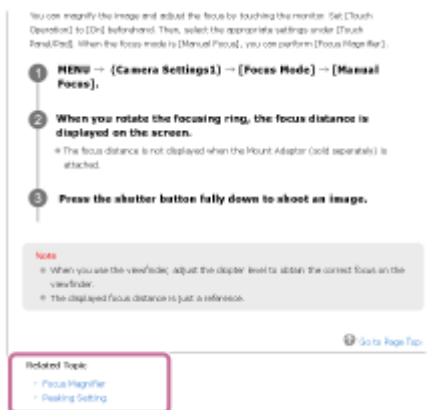 You can magnify the image and adjust the focus by touching the monitor. Set [Touch
Operation] to [On] beforehand. Then, select the appropriate settings under [Touch
Panel/Pad]. When the focus mode is [Manual Focus], you can perform [Focus Magnifier].
1 MENU → (Camera Settings1) → [Focus Mode] → [Manual
Focus].
2 When you rotate the focusing ring, the focus distance is
displayed on the screen.
The focus distance is not displayed when the Mount Adaptor (sold separately) is
attached.
3 Press the shutter button fully down to shoot an image.
Note
When you use the viewfinder, adjust the diopter level to obtain the correct focus on the
viewfinder.
The displayed focus distance is just a reference.
Go to Page Top
Related Topic
Focus Magnifier
Peaking Setting